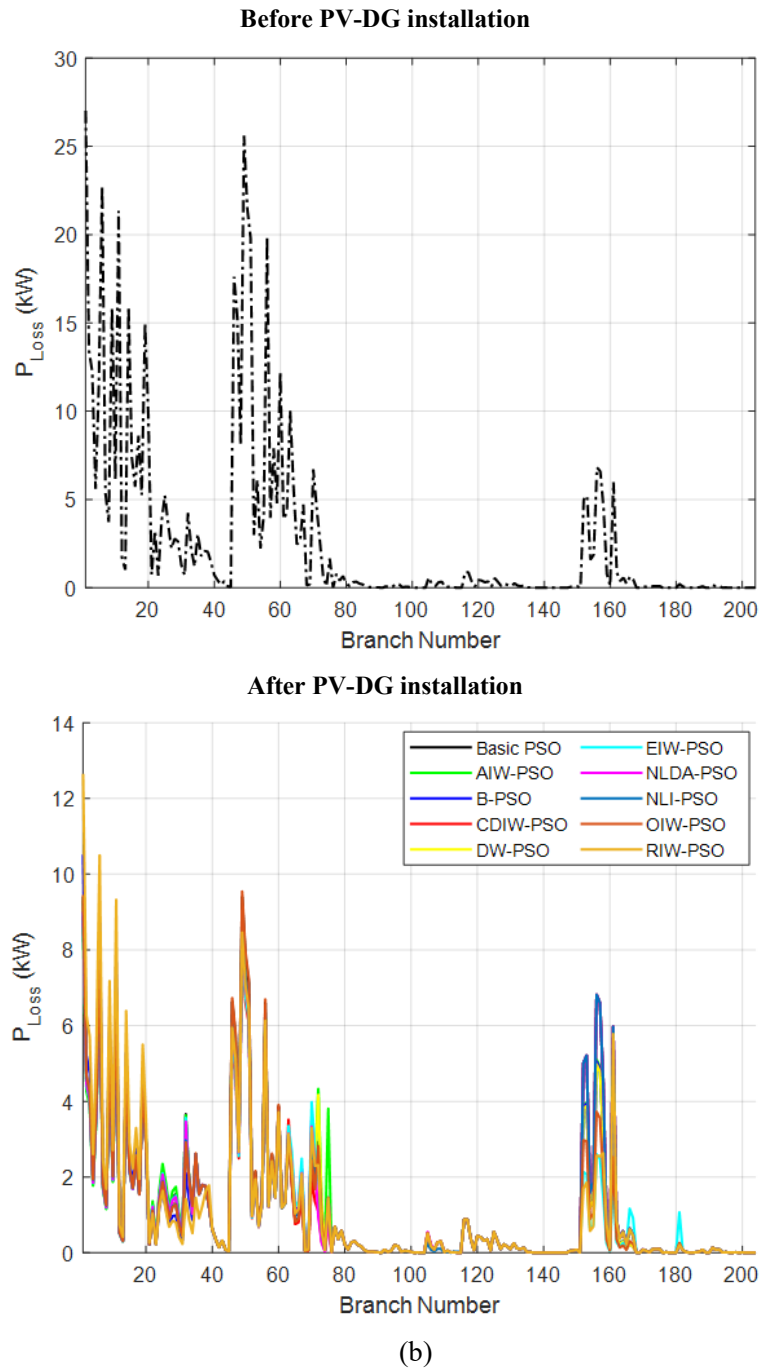 Before PV-DG installation
30
25
20
15
10
5
0
P_Loss (kW)
20 40 60 80 100 120 140 160 180 200
Branch Number
After PV-DG installation
14
12
10
8
6
4
2
0
P_Loss (kW)
Basic PSO EIW-PSO
AIW-PSO NLDA-PSO
B-PSO NLI-PSO
CDIW-PSO OIW-PSO
DW-PSO RIW-PSO
20 40 60 80 100 120 140 160 180 200
Branch Number
(b)